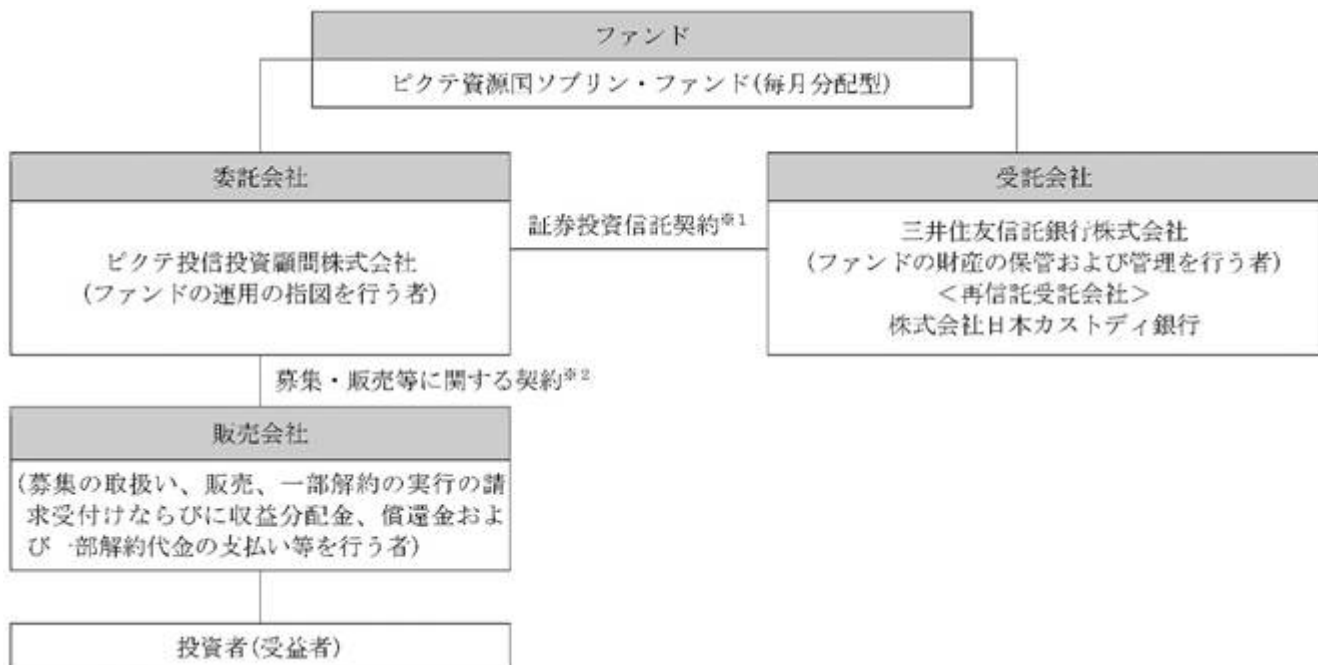 ファンド
ピクテ資源国ソブリン・ファンド(毎月分配型)
委託会社
ピクテ投信投資顧問株式会社
(ファンドの運用の指図を行う者)
証券投資信託契約※1
受託会社
三井住友信託銀行株式会社
(ファンドの財産の保管および管理を行う者)
＜再信託受託会社＞
株式会社日本カストディ銀行
募集・販売等に関する契約※2
販売会社
(募集の取扱い、販売、一部解約の実行の請
求受付けならびに収益分配金、償還金およ
び一部解約代金の支払い等を行う者)
投資者(受益者)